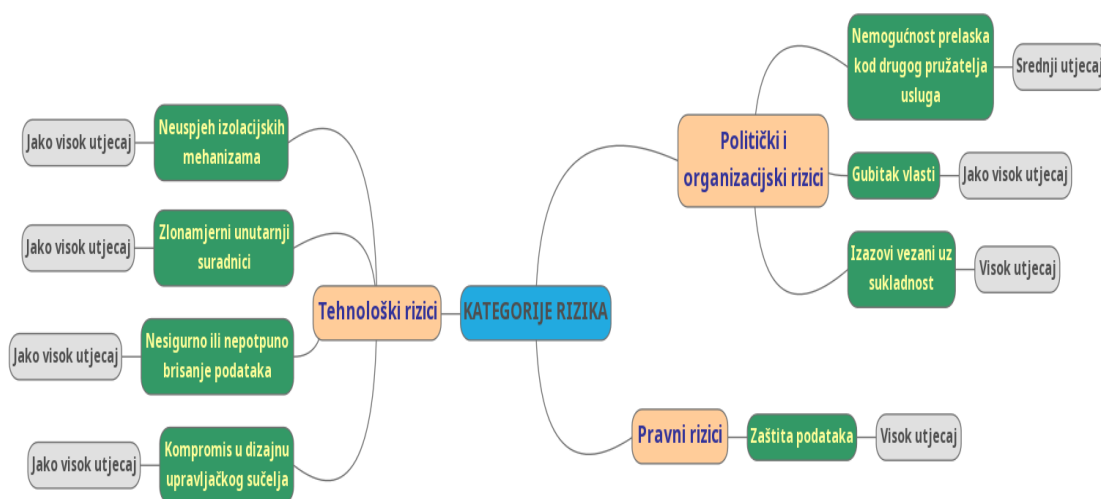 KATEGORIJE RIZIKA
Tehnološki rizici
Neuspjeh izolacijskih
mehanizama
Jako visok utjecaj
Zlonamjerni unutarnji
suradnici
Jako visok utjecaj
Nesigurno ili nepotpuno
brisanje podataka
Jako visok utjecaj
Kompromis u dizajnu
upravljačkog sučelja
Jako visok utjecaj
Politički i
organizacijski rizici
Nemogućnost prelaska
kod drugog pružatelja
usluga
Srednji utjecaj
Gubitak vlasti
Jako visok utjecaj
Izazovi vezani uz
sukladnost
Visok utjecaj
Pravni rizici
Zaštita podataka
Visok utjecaj